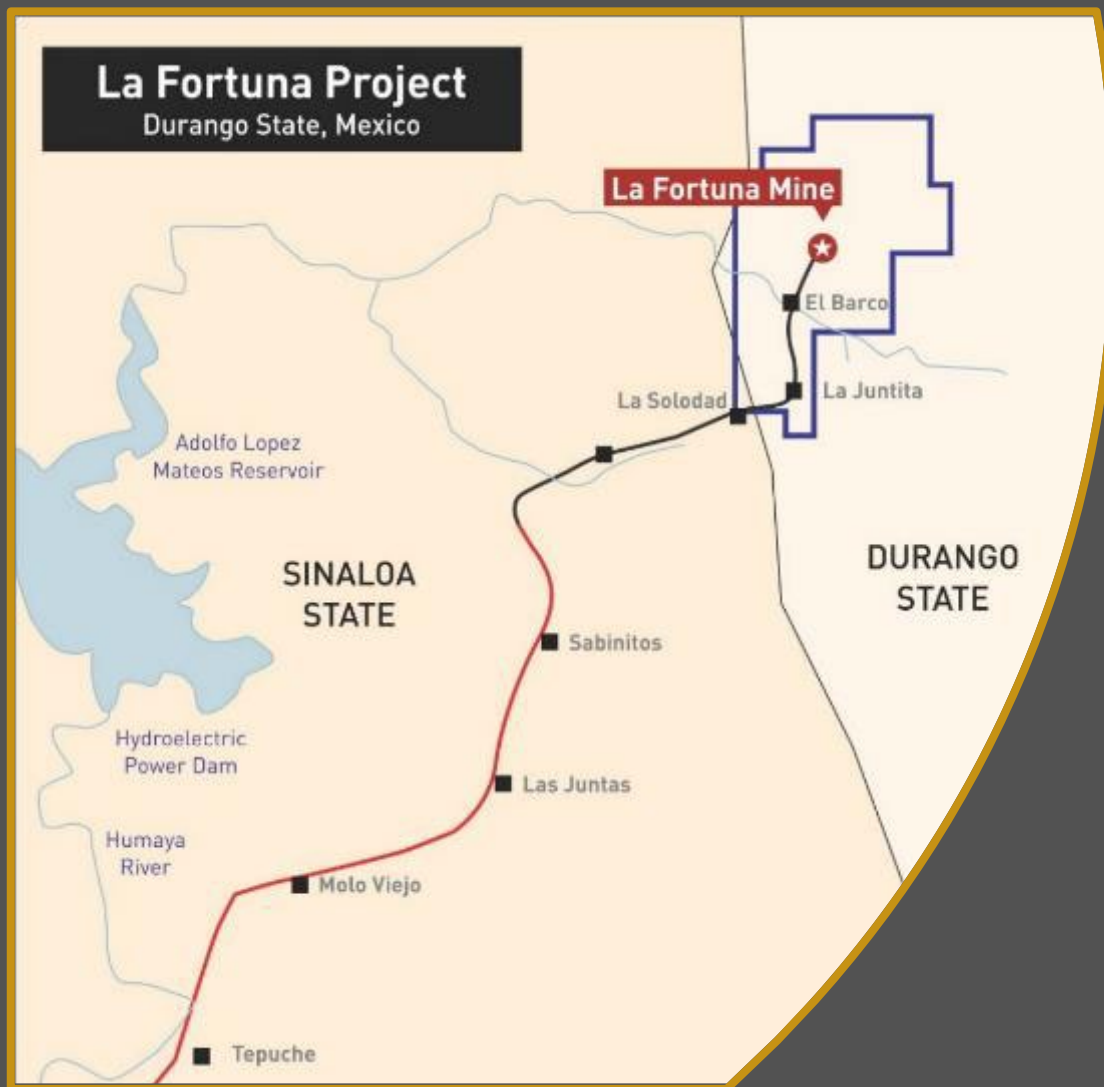 La Fortuna Project
Durango State, Mexico
La Fortuna Mine
El Barco
La Juntita
La Solodad
Adolfo Lopez
Mateos Reservoir
SINALOA
STATE
DURANGO
STATE
Sabinitos
Hydroelectric
Power Dam
Las Juntas
Humaya
River
Molo Viejo
Tepuche